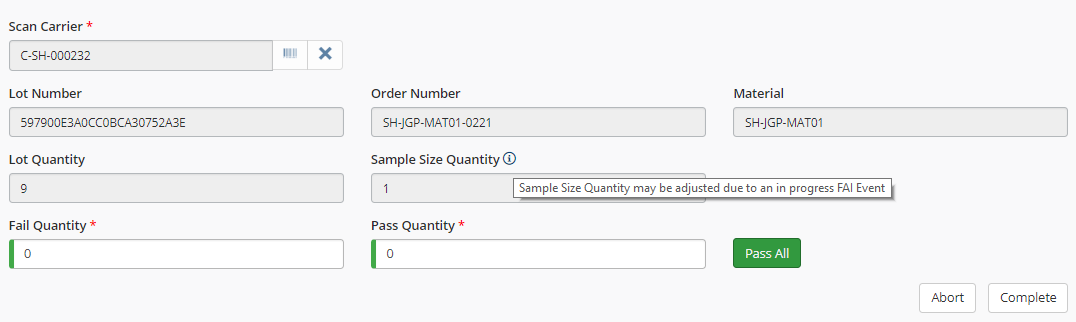 Scan Carrier *
C-SH-000232
Lot Number Order Number Material
597900E3A0CC0BCA30752A3E SH-JGP-MAT01-0221 SH-JGP-MAT01
Lot Quantity Sample Size Quantity
9 1 Sample Size Quantity may be adjusted due to an in progress FAI Event
Fail Quantity * Pass Quantity *
0 0 Pass All
Abort Complete